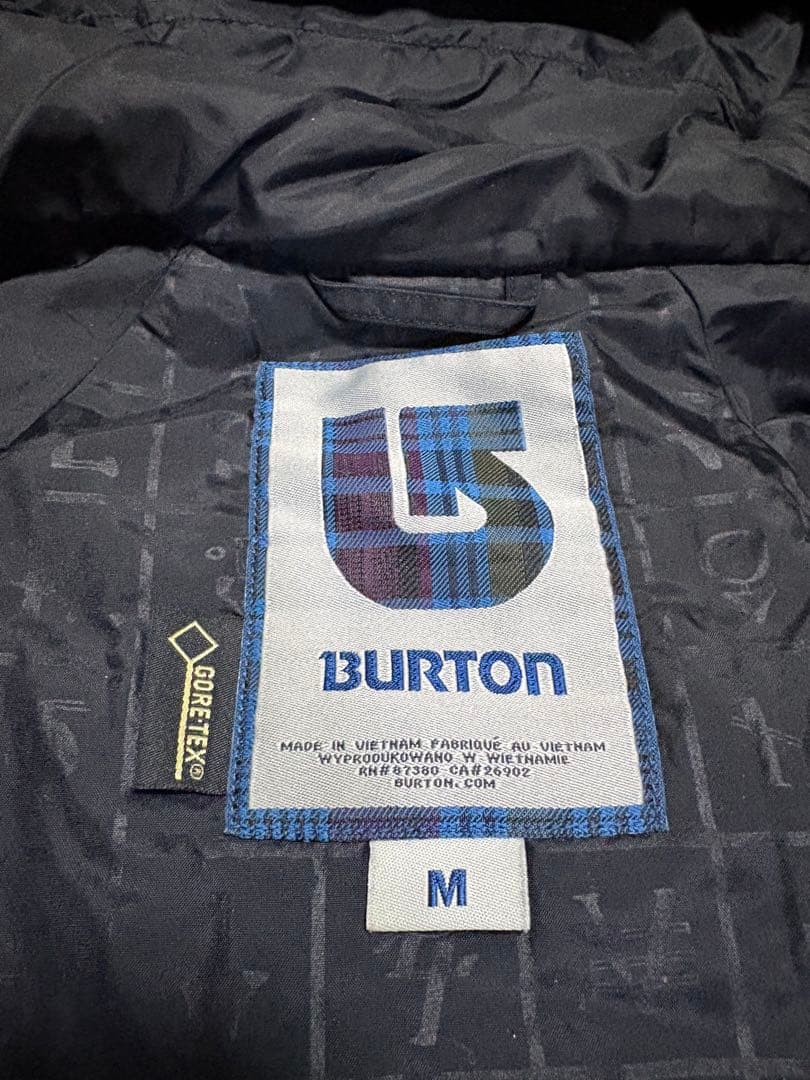 BURTON
MADE IN VIETNAM FABRIQUÉ AU VIETNAM
WYPRODUKOWANO W WIETNAMIE
RN#87380 CA#26902
BURTON.COM
GORE-TEX®
M